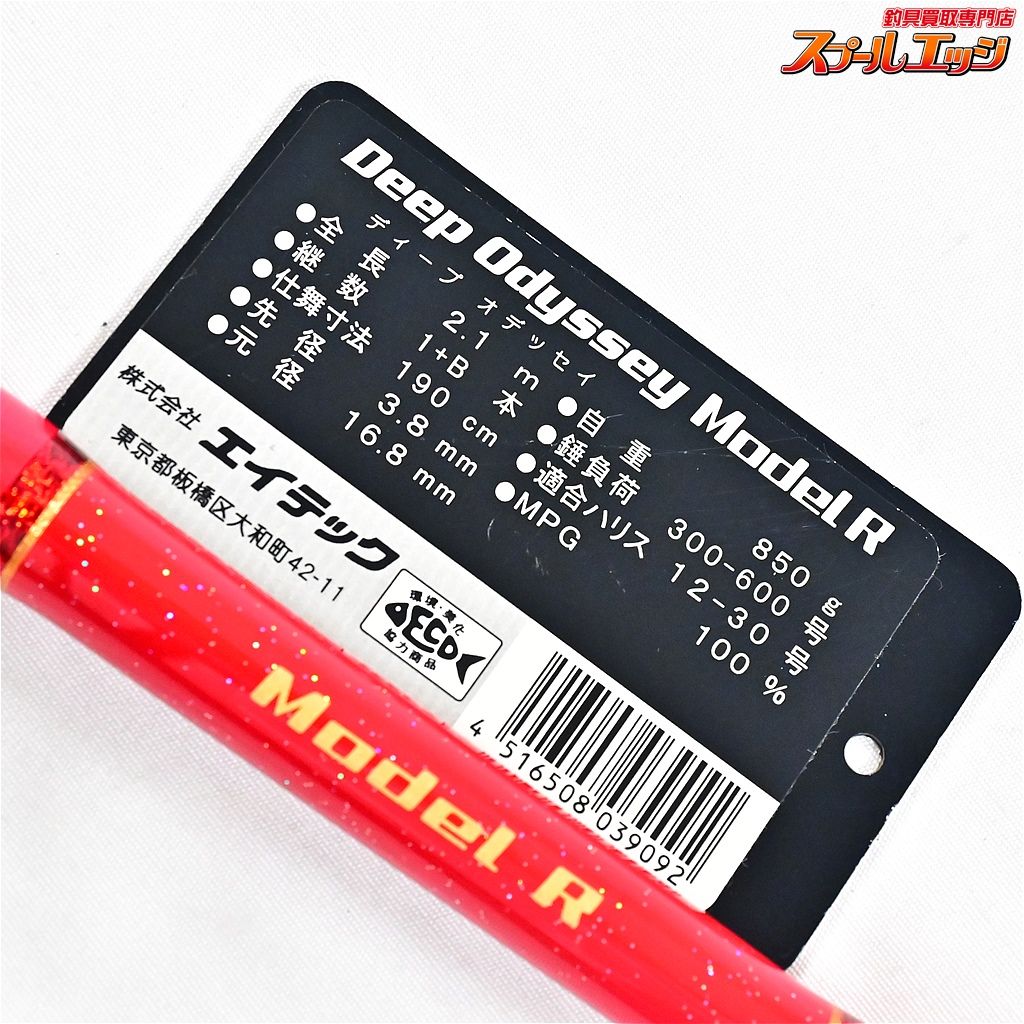 釣具買取専門店
スプールエッジ
Deep Odyssey Model R
ディープ オデッセイ
●全長 2.1 m
●継数 1+B 本
●仕舞寸法 190 cm
●先径 3.8 mm
●元径 16.8 mm
●自重 850 g
●錘負荷 300-600 号
●適合ハリス 12-30 号
●MPG 100 %
株式会社 エイテック
東京都板橋区大和町42-11
環境・美化
ECO
協力商品
4 516508 039092
Model R